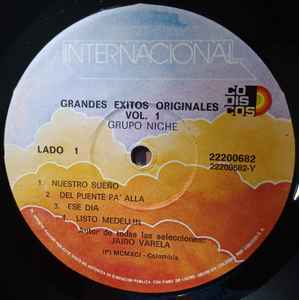 INTERNACIONAL
CO
DIS
COS
GRANDES EXITOS ORIGINALES
VOL. 1
GRUPO NICHE
LADO 1
22200682
22200682-Y
1. NUESTRO SUEÑO
2. DEL PUENTE PA' ALLA
3. ESE DIA
4. LISTO MEDELLIN
Autor de todas las selecciones:
JAIRO VARELA
(P) MCMXCI - Colombia